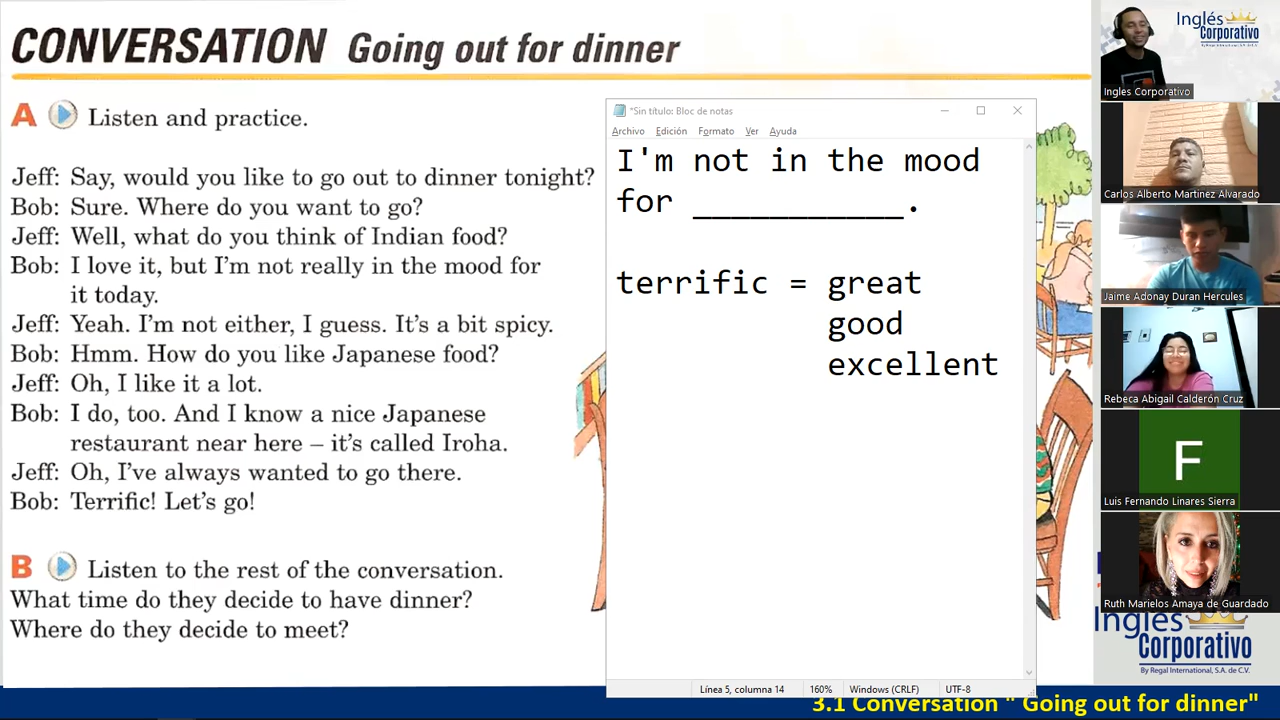 CONVERSATION Going out for dinner
A Listen and practice.
Jeff: Say, would you like to go out to dinner tonight?
Bob: Sure. Where do you want to go?
Jeff: Well, what do you think of Indian food?
Bob: I love it, but I'm not really in the mood for
it today.
Jeff: Yeah. I'm not either, I guess. It's a bit spicy.
Bob: Hmm. How do you like Japanese food?
Jeff: Oh, I like it a lot.
Bob: I do, too. And I know a nice Japanese
restaurant near here – it's called Iroha.
Jeff: Oh, I've always wanted to go there.
Bob: Terrific! Let's go!
B Listen to the rest of the conversation.
What time do they decide to have dinner?
Where do they decide to meet?
*Sin título: Bloc de notas
Archivo Edición Formato Ver Ayuda
I'm not in the mood
for ___________.
terrific = great
good
excellent
Línea 5, columna 14 160% Windows (CRLF) UTF-8
Inglés
Corporativo
By Regal International, S.A. de C.V.
Ingles Corporativo
Carlos Alberto Martinez Alvarado
Jaime Adonay Duran Hercules
Rebeca Abigail Calderón Cruz
F
Luis Fernando Linares Sierra
Ruth Marielos Amaya de Guardado
Inglés
Corporativo
By Regal International, S.A. de C.V.
3.1 Conversation " Going out for dinner"